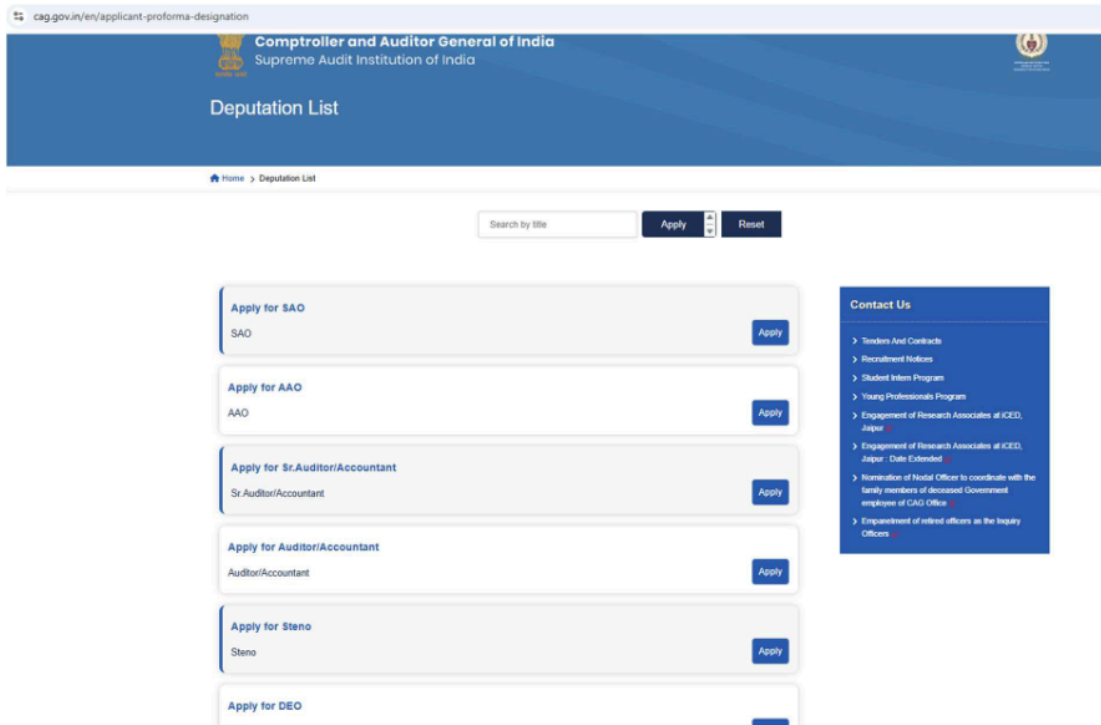 cag.gov.in/en/applicant-proforma-designation
Comptroller and Auditor General of India
Supreme Audit Institution of India
Deputation List
Home > Deputation List
Search by title
Apply
Reset
Apply for SAO
SAO
Apply
Apply for AAO
AAO
Apply
Apply for Sr.Auditor/Accountant
Sr.Auditor/Accountant
Apply
Apply for Auditor/Accountant
Auditor/Accountant
Apply
Apply for Steno
Steno
Apply
Apply for DEO
Contact Us
> Tenders And Contracts
> Recruitment Notices
> Student Intern Program
> Young Professionals Program
> Engagement of Research Associates at iCED,
Jaipur
> Engagement of Research Associates at iCED,
Jaipur : Date Extended
> Nomination of Nodal Officer to coordinate with the
family members of deceased Government
employee of CAG Office
> Empanelment of retired officers as the Inquiry
Officers